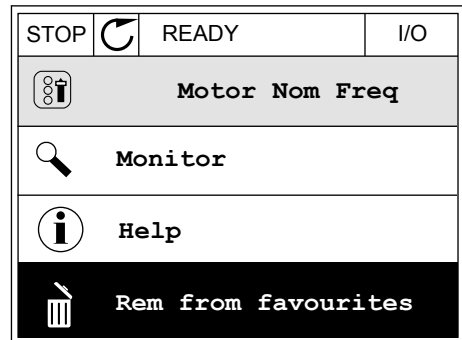 STOP READY I/O
Motor Nom Freq
Monitor
Help
Rem from favourites